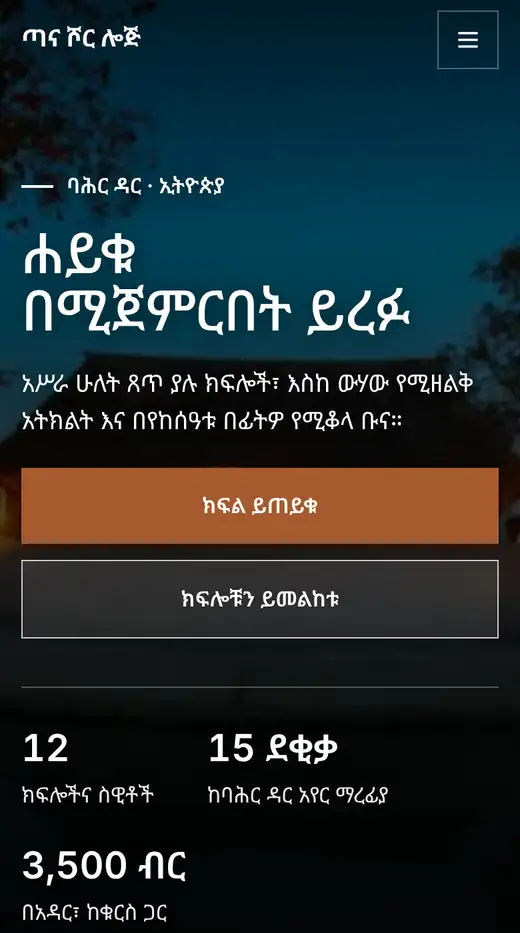 ጣና ሾር ሎጅ
ባሕር ዳር · ኢትዮጵያ
ሐይቁ
በሚጀምርበት ይረፉ
አሥራ ሁለት ጸጥ ያሉ ክፍሎች፣ እስከ ውሃው የሚዘልቅ
አትክልት እና በየከሰዓቱ በፊትዎ የሚቆላ ቡና።
ክፍል ይጠይቁ
ክፍሎቹን ይመልከቱ
12
ክፍሎችና ስዊቶች
15 ደቂቃ
ከባሕር ዳር አየር ማረፊያ
3,500 ብር
በአዳር፣ ከቁርስ ጋር